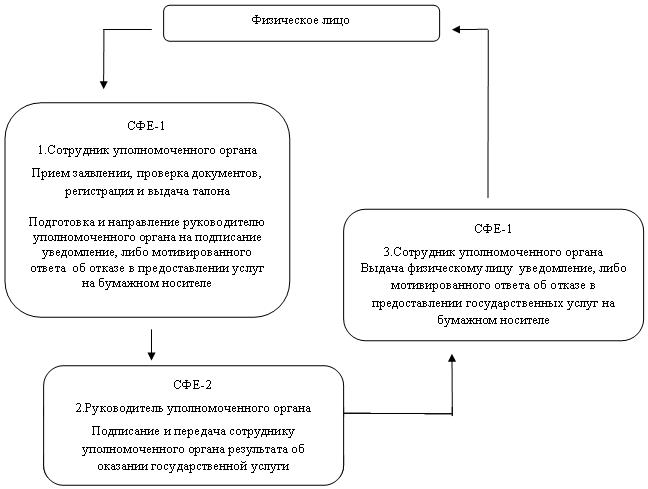 Физическое лицо
СФЕ-1
1.Сотрудник уполномоченного органа
Прием заявлении, проверка документов,
регистрация и выдача талона
Подготовка и направление руководителю
уполномоченного органа на подписание
уведомление, либо мотивированного
ответа об отказе в предоставлении услуг
на бумажном носителе
СФЕ-2
2.Руководитель уполномоченного органа
Подписание и передача сотруднику
уполномоченного органа результата об
оказании государственной услуги
СФЕ-1
3.Сотрудник уполномоченного органа
Выдача физическому лицу уведомление, либо
мотивированного ответа об отказе в
предоставлении государственных услуг на
бумажном носителе